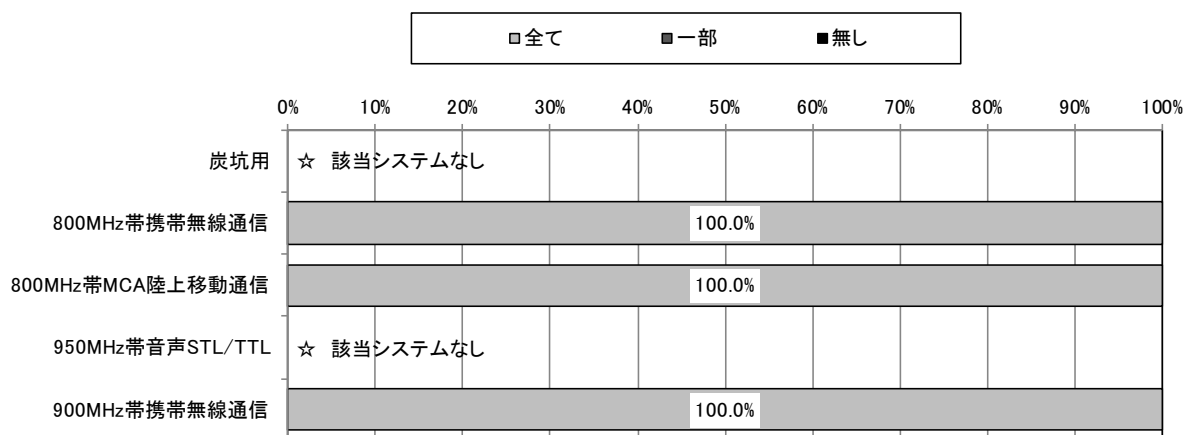 全て 一部 無し
0% 10% 20% 30% 40% 50% 60% 70% 80% 90% 100%
炭坑用 ☆ 該当システムなし
800MHz帯携帯無線通信 100.0%
800MHz帯MCA陸上移動通信 100.0%
950MHz帯音声STL/TTL ☆ 該当システムなし
900MHz帯携帯無線通信 100.0%